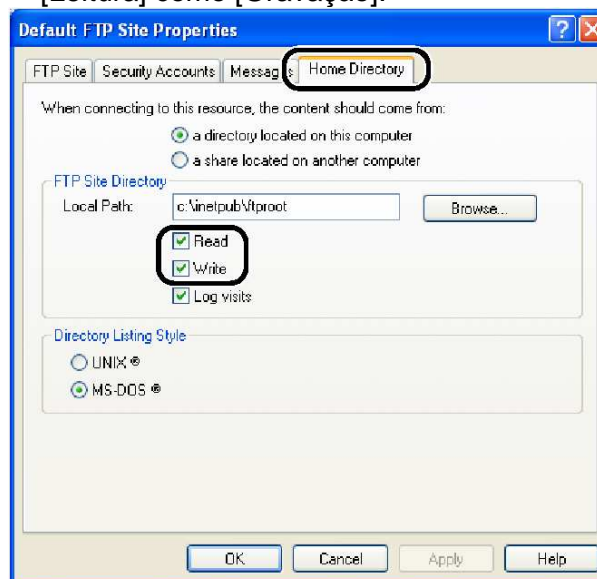 [Leitura] como [Gravação].
Default FTP Site Properties
FTP Site Security Accounts Messages Home Directory
When connecting to this resource, the content should come from:
a directory located on this computer
a share located on another computer
FTP Site Directory
Local Path: c:\inetpub\ftproot Browse...
Read
Write
Log visits
Directory Listing Style
UNIX ®
MS-DOS ®
OK Cancel Apply Help